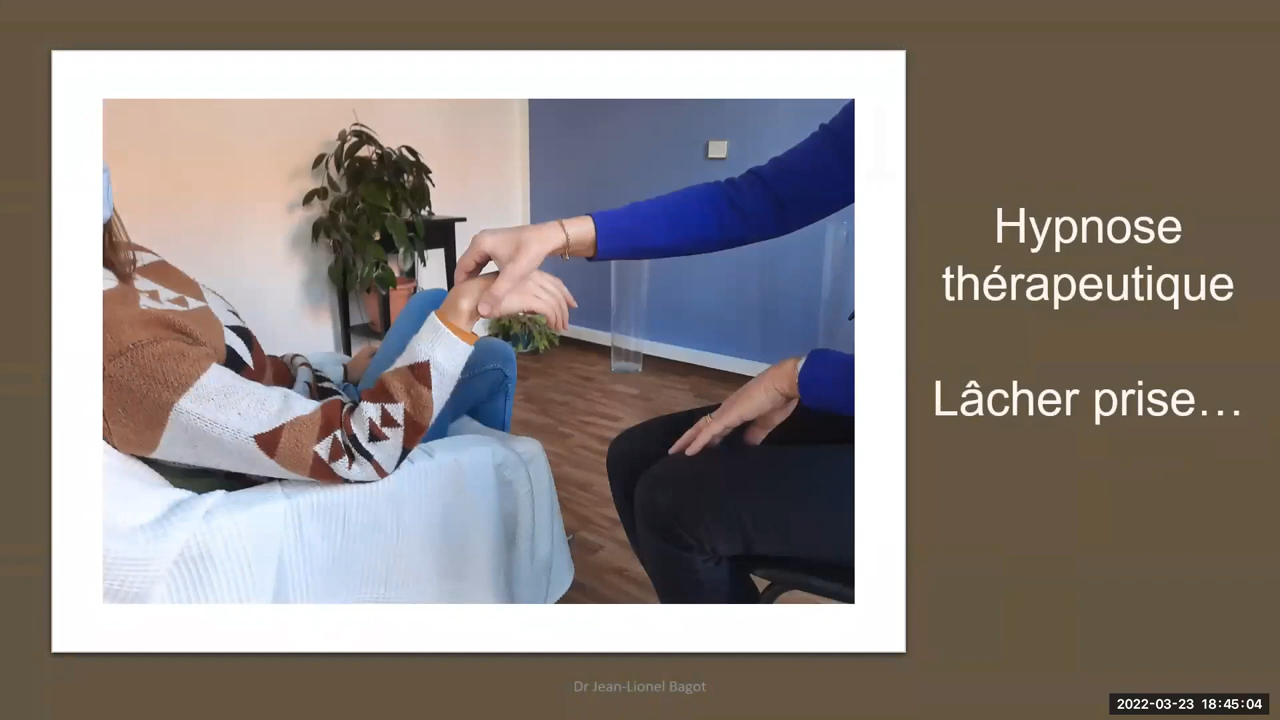 Hypnose
thérapeutique
Lâcher prise…
Dr Jean-Lionel Bagot
2022-03-23 18:45:04